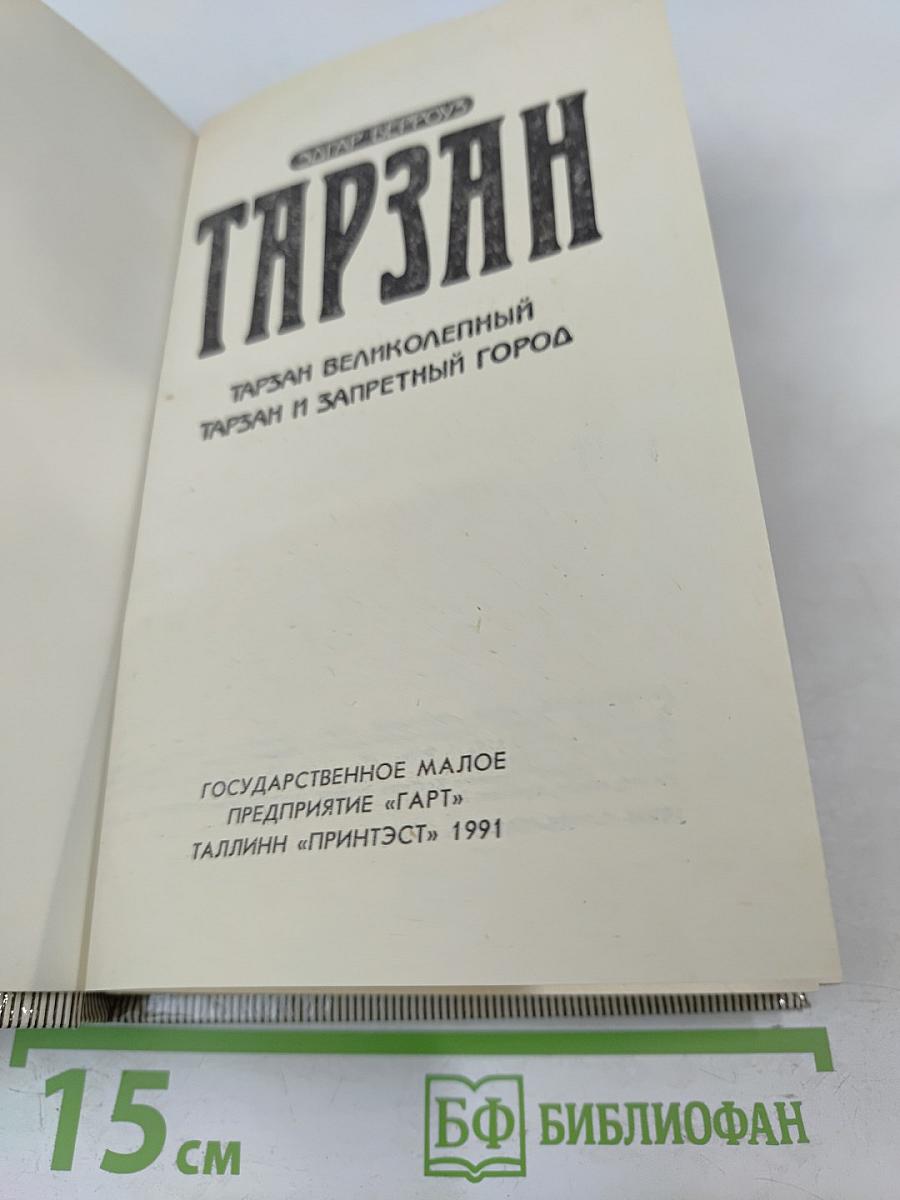 ЭДГАР БЕРРОУЗ
ТАРЗАН
ТАРЗАН ВЕЛИКОЛЕПНЫЙ
ТАРЗАН И ЗАПРЕТНЫЙ ГОРОД
ГОСУДАРСТВЕННОЕ МАЛОЕ
ПРЕДПРИЯТИЕ «ГАРТ»
ТАЛЛИНН «ПРИНТЭСТ» 1991
15 см
БФ БИБЛИОФАН